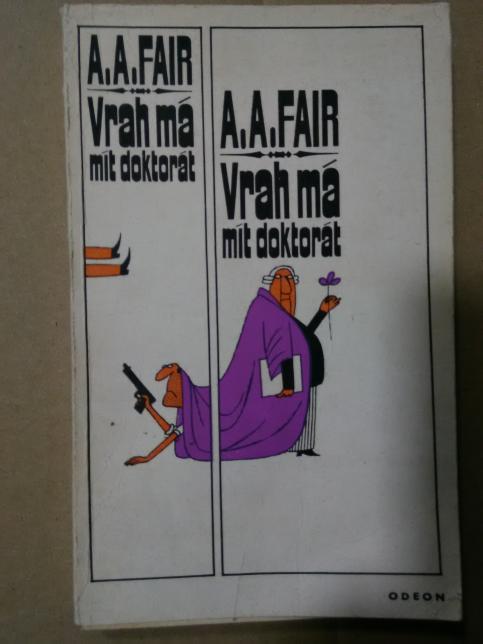 A.A.FAIR
Vrah má
mít doktorát
A.A.FAIR
Vrah má
mít doktorát
ODEON